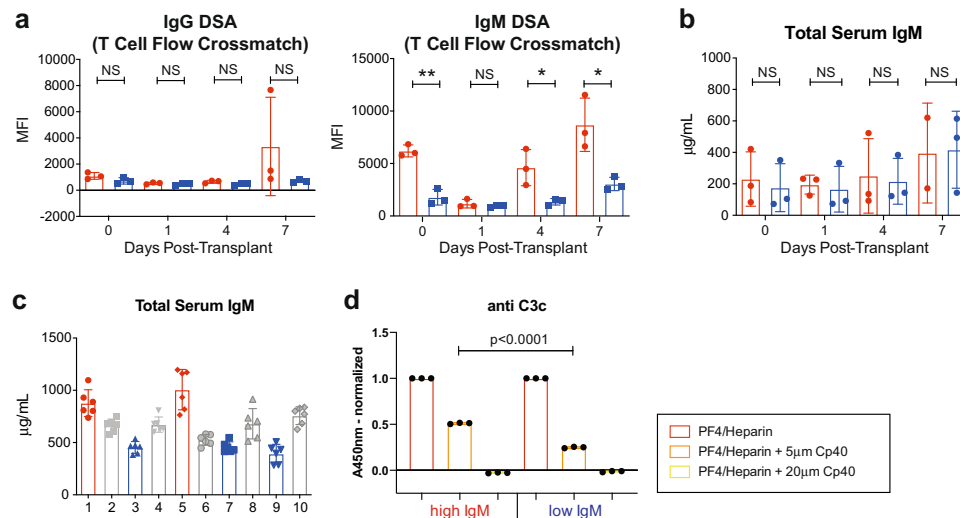 a
IgG DSA
(T Cell Flow Crossmatch)
MFI
10000
8000
6000
4000
2000
0
-2000
NS
NS
NS
NS
0
1
4
7
Days Post-Transplant
IgM DSA
(T Cell Flow Crossmatch)
MFI
15000
10000
5000
0
**
NS
*
*
0
1
4
7
Days Post-Transplant
b
Total Serum IgM
µg/mL
1000
800
600
400
200
0
NS
NS
NS
NS
0
1
4
7
Days Post-Transplant
c
Total Serum IgM
µg/mL
1000
500
0
1
2
3
4
5
6
7
8
9
10
d
anti C3c
A450nm - normalized
1.5
1.0
0.5
0.0
p<0.0001
high IgM
low IgM
PF4/Heparin
PF4/Heparin + 5µm Cp40
PF4/Heparin + 20µm Cp40